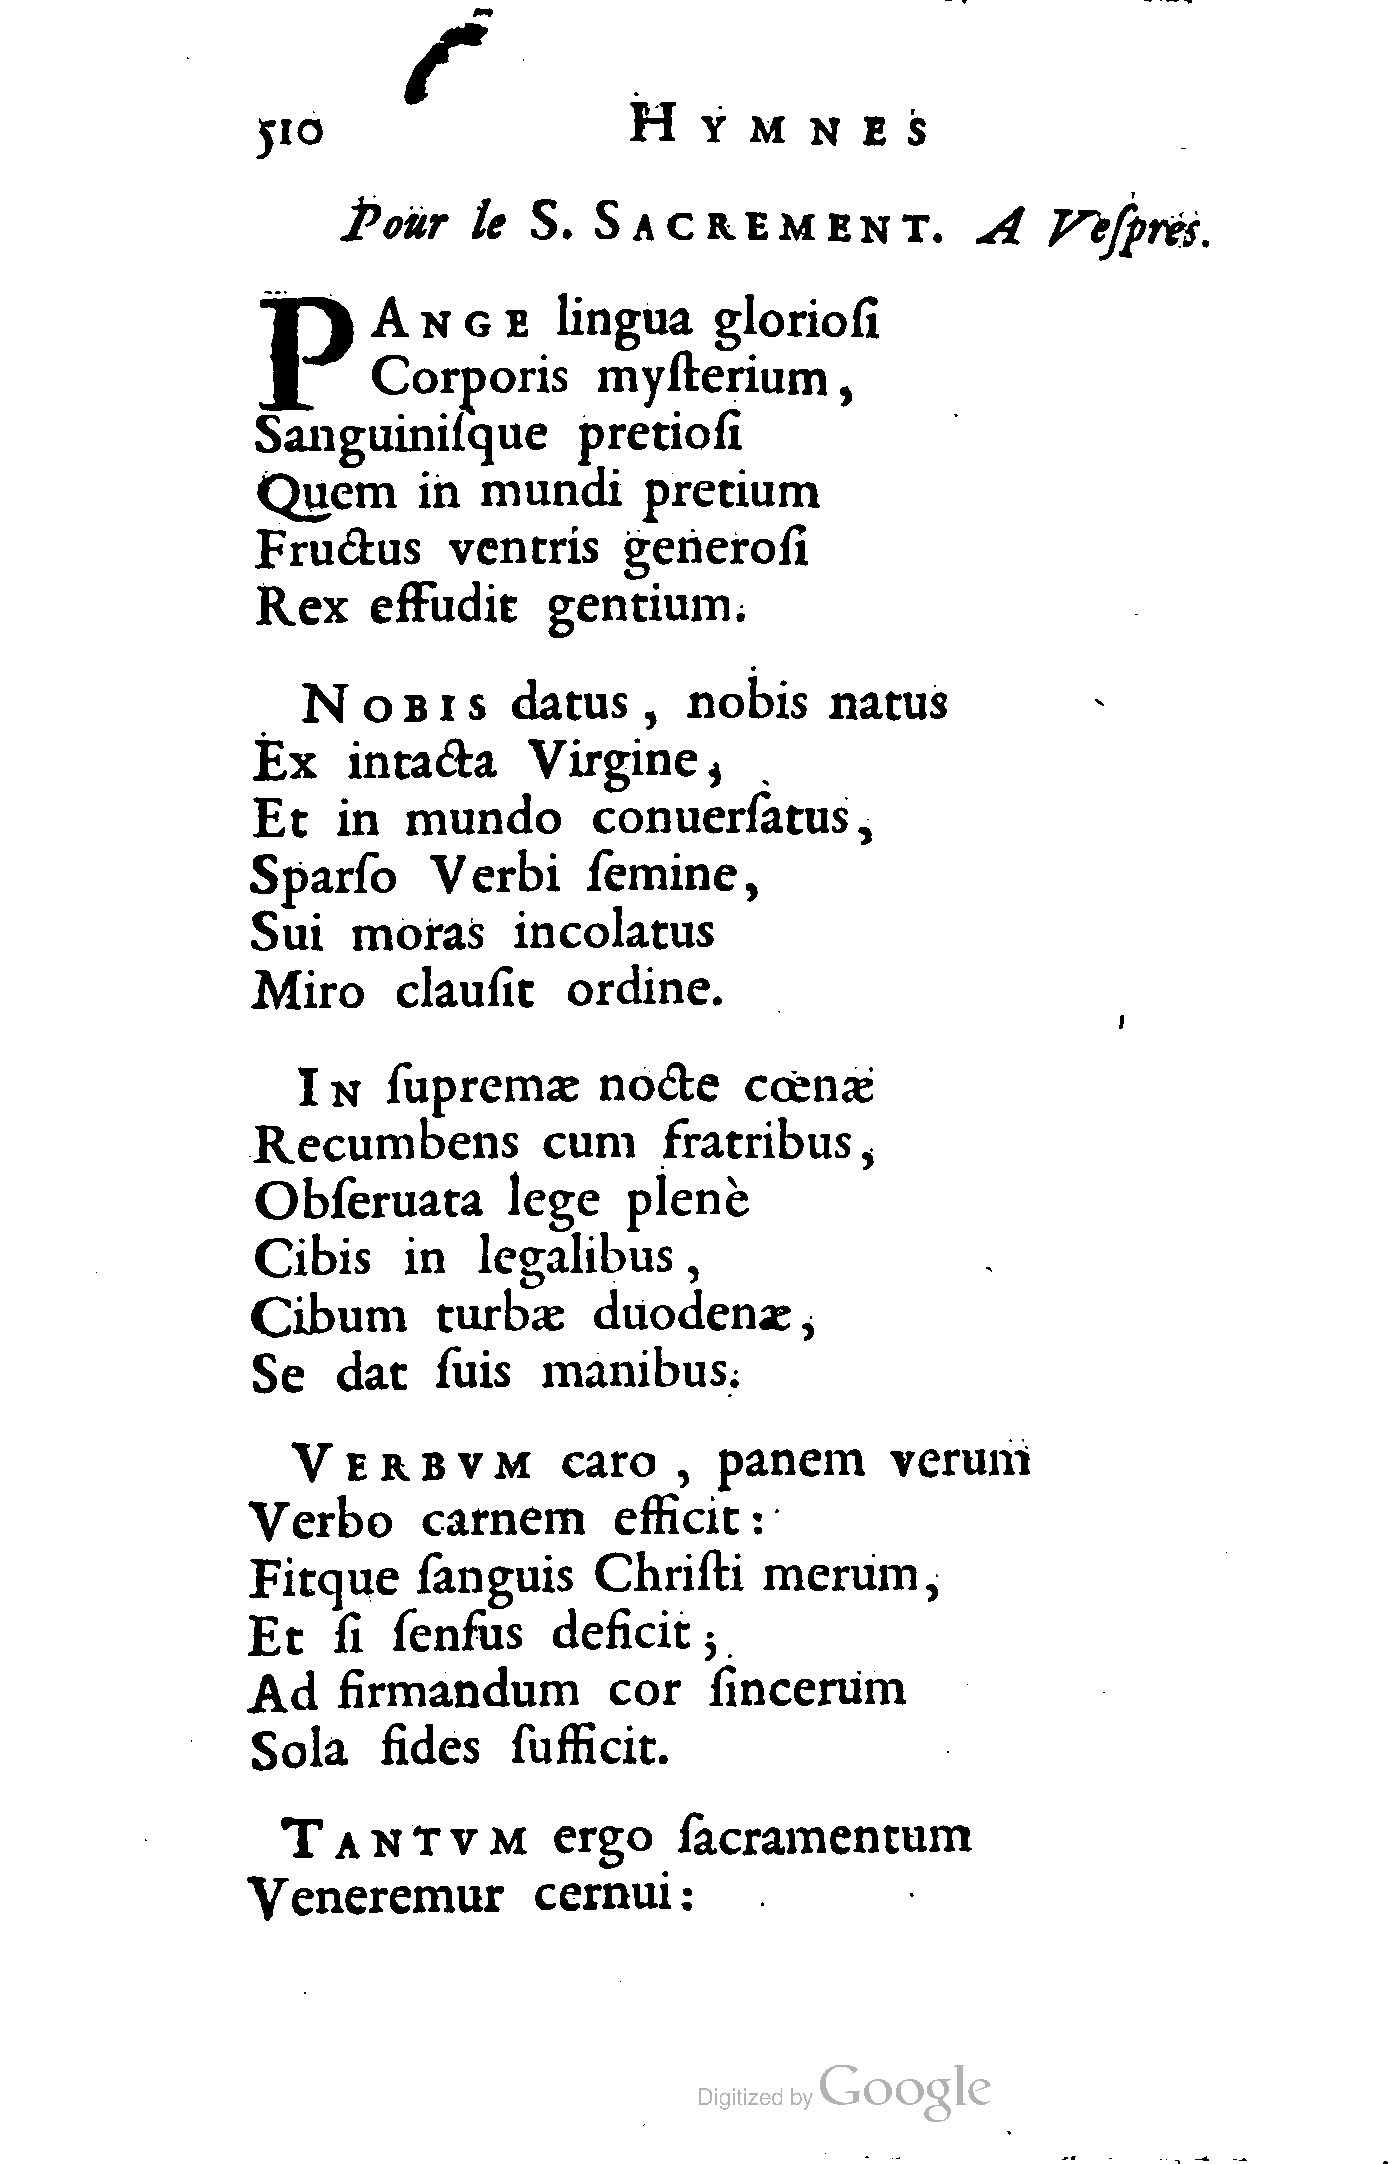 510 HYMNES
Pour le S. SACREMENT. A Veſpres.
PANGE lingua glorioſi
Corporis myſterium,
Sanguiniſque pretioſi
Quem in mundi pretium
Fructus ventris generoſi
Rex effudit gentium.
NOBIS datus, nobis natus
Ex intacta Virgine,
Et in mundo conuerſatus,
Sparſo Verbi ſemine,
Sui moras incolatus
Miro clauſit ordine.
IN ſupremæ nocte cœnæ
Recumbens cum fratribus,
Obſeruata lege plenè
Cibis in legalibus,
Cibum turbæ duodenæ,
Se dat ſuis manibus.
VERBVM caro, panem verum
Verbo carnem efficit:
Fitque ſanguis Chriſti merum,
Et ſi ſenſus deficit;
Ad firmandum cor ſincerum
Sola fides ſufficit.
TANTVM ergo ſacramentum
Veneremur cernui:
Digitized by Google